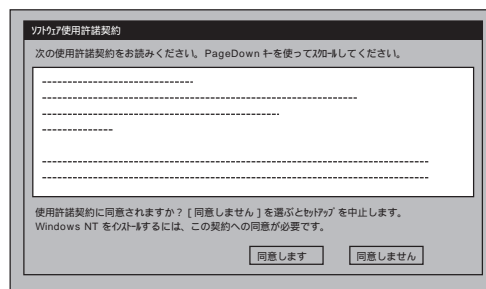 ｿﾌﾄｳｪｱ使用許諾契約
次の使用許諾契約をお読みください。PageDown ｷｰを使ってｽｸﾛｰﾙしてください。
使用許諾契約に同意されますか？ [ 同意しません ] を選ぶとｾｯﾄｱｯﾌﾟを中止します。
Windows NT をｲﾝｽﾄｰﾙするには、この契約への同意が必要です。
同意します　同意しません